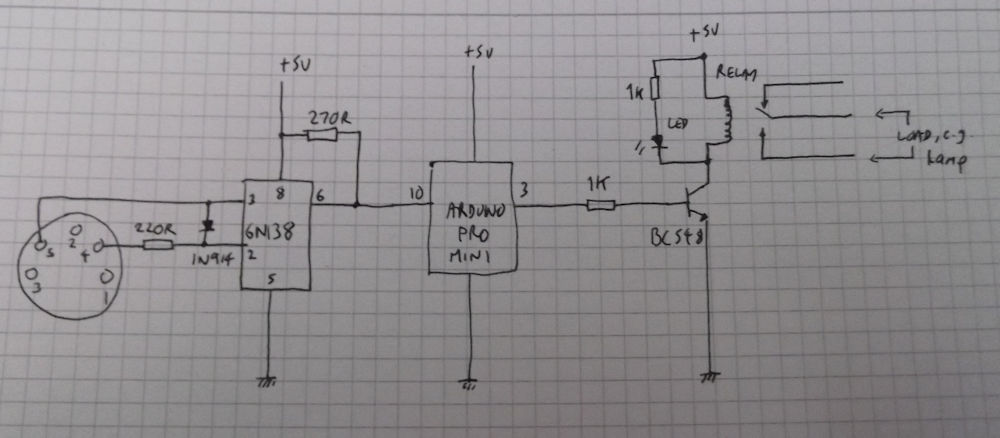 +5V
+5V
+5V
270R
1K
RELAY
LED
LOAD, e.g.
Lamp
3
8
6
10
3
1K
6N138
ARDUINO
PRO
MINI
BC548
220R
1N914
2
5
5
2
4
3
1